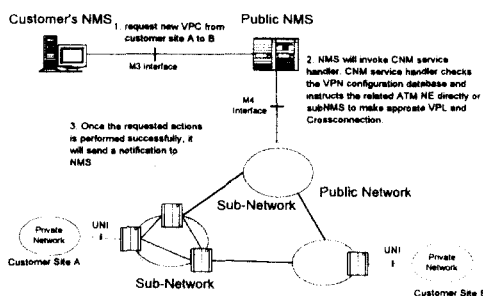 Customer's NMS
Public NMS
1. request new VPC from
customer site A to B
M3 interface
2. NMS will invoke CNM service
handler. CNM service handler checks
the VPN configuration database and
instructs the related ATM NE directly or
subNMS to make approate VPL and
Crossconnection.
M4
Interface
3. Once the requested actions
is performed successfully, it
will send a notification to
NMS
Sub-Network
Public Network
UNI
Private
Network
Customer Site A
Sub-Network
UNI
Private
Network
Customer Site B